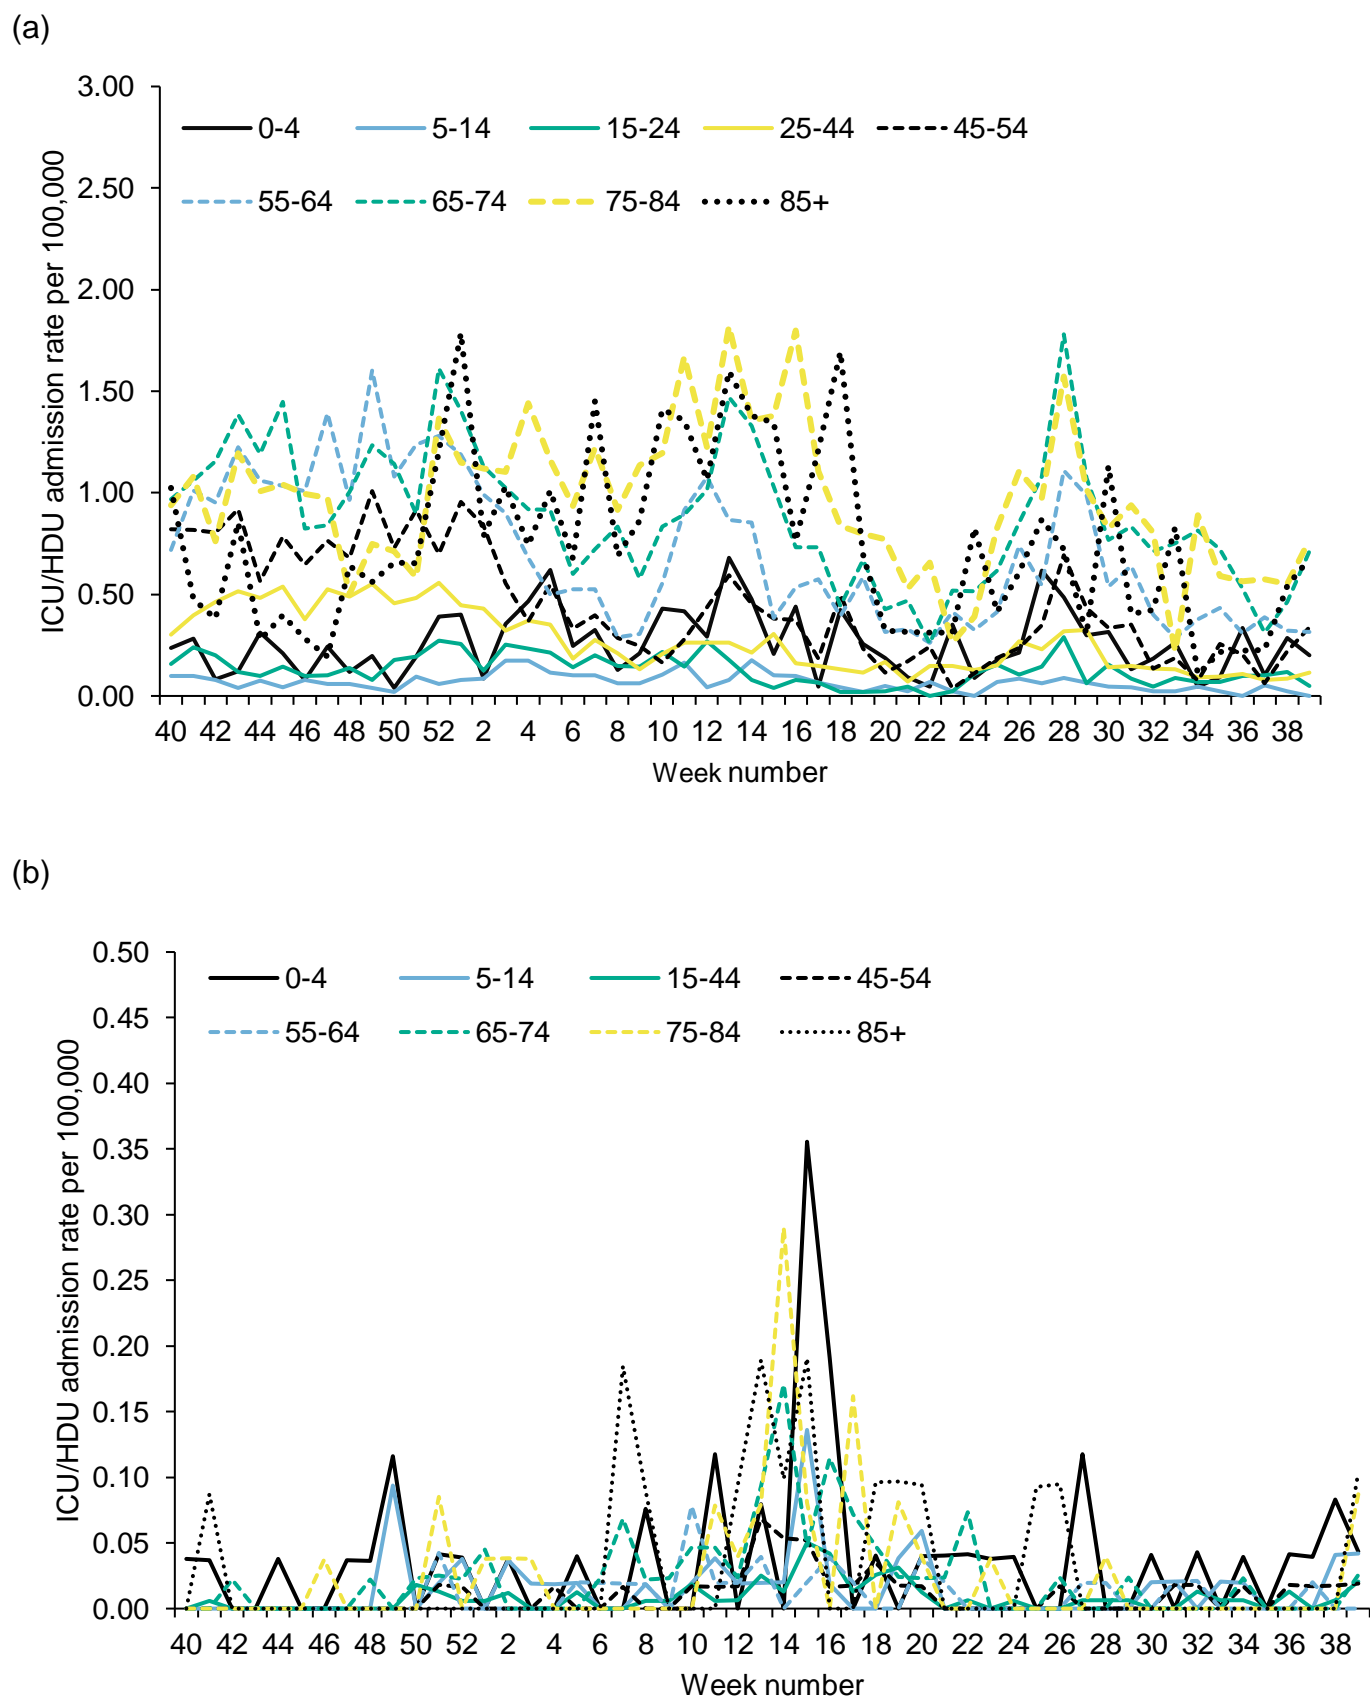 (a)
3.00
2.50
2.00
1.50
1.00
0.50
0.00
ICU/HDU admission rate per 100,000
0-4 5-14 15-24 25-44 45-54
55-64 65-74 75-84 85+
40 42 44 46 48 50 52 2 4 6 8 10 12 14 16 18 20 22 24 26 28 30 32 34 36 38
Week number
(b)
0.50
0.45
0.40
0.35
0.30
0.25
0.20
0.15
0.10
0.05
0.00
ICU/HDU admission rate per 100,000
0-4 5-14 15-44 45-54
55-64 65-74 75-84 85+
40 42 44 46 48 50 52 2 4 6 8 10 12 14 16 18 20 22 24 26 28 30 32 34 36 38
Week number